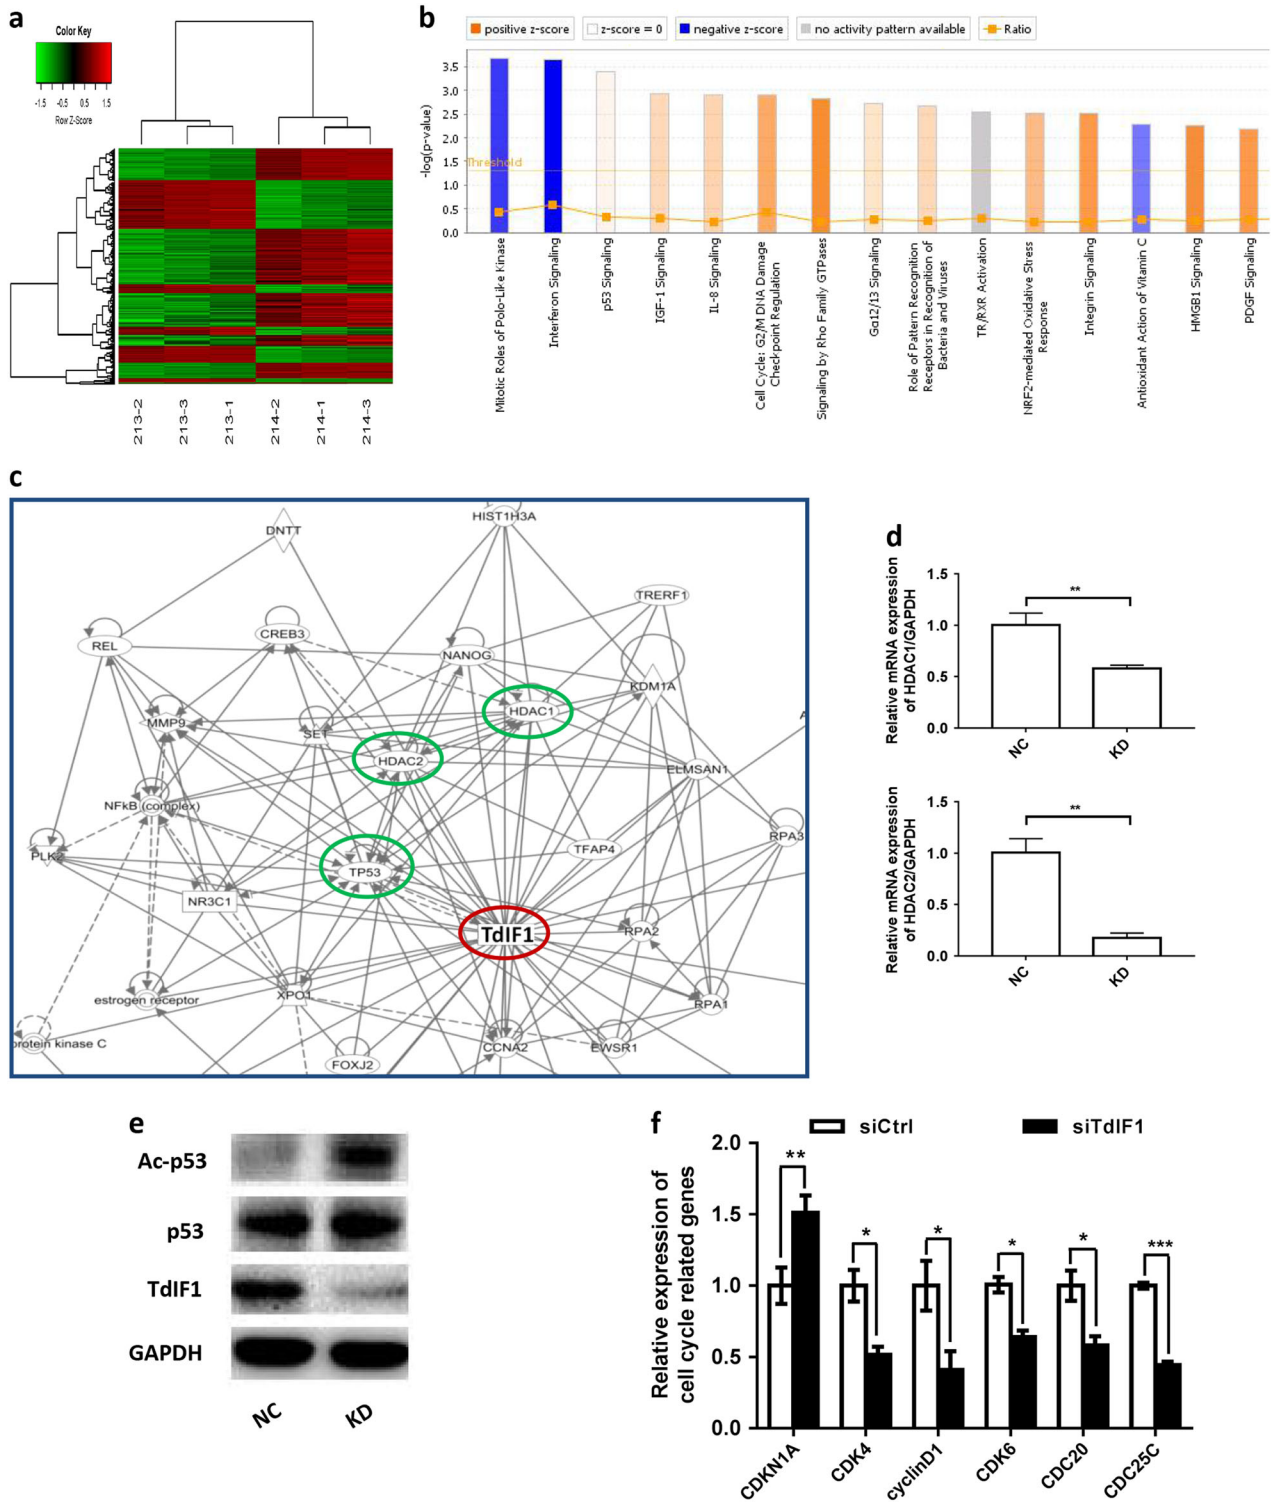 a
Color Key
-1.5 -0.5 0.5 1.5
Row Z-Score
213-2
213-3
213-1
214-2
214-1
214-3
b
positive z-score
z-score = 0
negative z-score
no activity pattern available
Ratio
-log(p-value)
3.5
3.0
2.5
2.0
1.5
1.0
0.5
0.0
Threshold
Mitotic Roles of Polo-Like Kinase
Interferon Signaling
p53 Signaling
IGF-1 Signaling
IL-8 Signaling
Cell Cycle: G2/M DNA Damage
Checkpoint Regulation
Signaling by Rho Family GTPases
Gα12/13 Signaling
Role of Pattern Recognition
Receptors in Recognition of
Bacteria and Viruses
TR/RXR Activation
NRF2-mediated Oxidative Stress
Response
Integrin Signaling
Antioxidant Action of Vitamin C
HMGB1 Signaling
PDGF Signaling
c
DNTT
HIST1H3A
TRERF1
REL
CREB3
NANOG
KDM1A
HDAC1
MMP9
SET
HDAC2
ELMSAN1
NFkB (complex)
RPA3
PLK2
TFAP4
TP53
NR3C1
TdIF1
RPA2
estrogen receptor
XPO1
RPA1
protein kinase C
CCNA2
EWSR1
FOXJ2
d
Relative mRNA expression
of HDAC1/GAPDH
1.5
1.0
0.5
0.0
**
NC
KD
Relative mRNA expression
of HDAC2/GAPDH
1.5
1.0
0.5
0.0
**
NC
KD
e
Ac-p53
p53
TdIF1
GAPDH
NC
KD
f
siCtrl
siTdIF1
Relative expression of
cell cycle related genes
2.0
1.5
1.0
0.5
0.0
**
*
*
*
*
***
CDKN1A
CDK4
cyclinD1
CDK6
CDC20
CDC25C